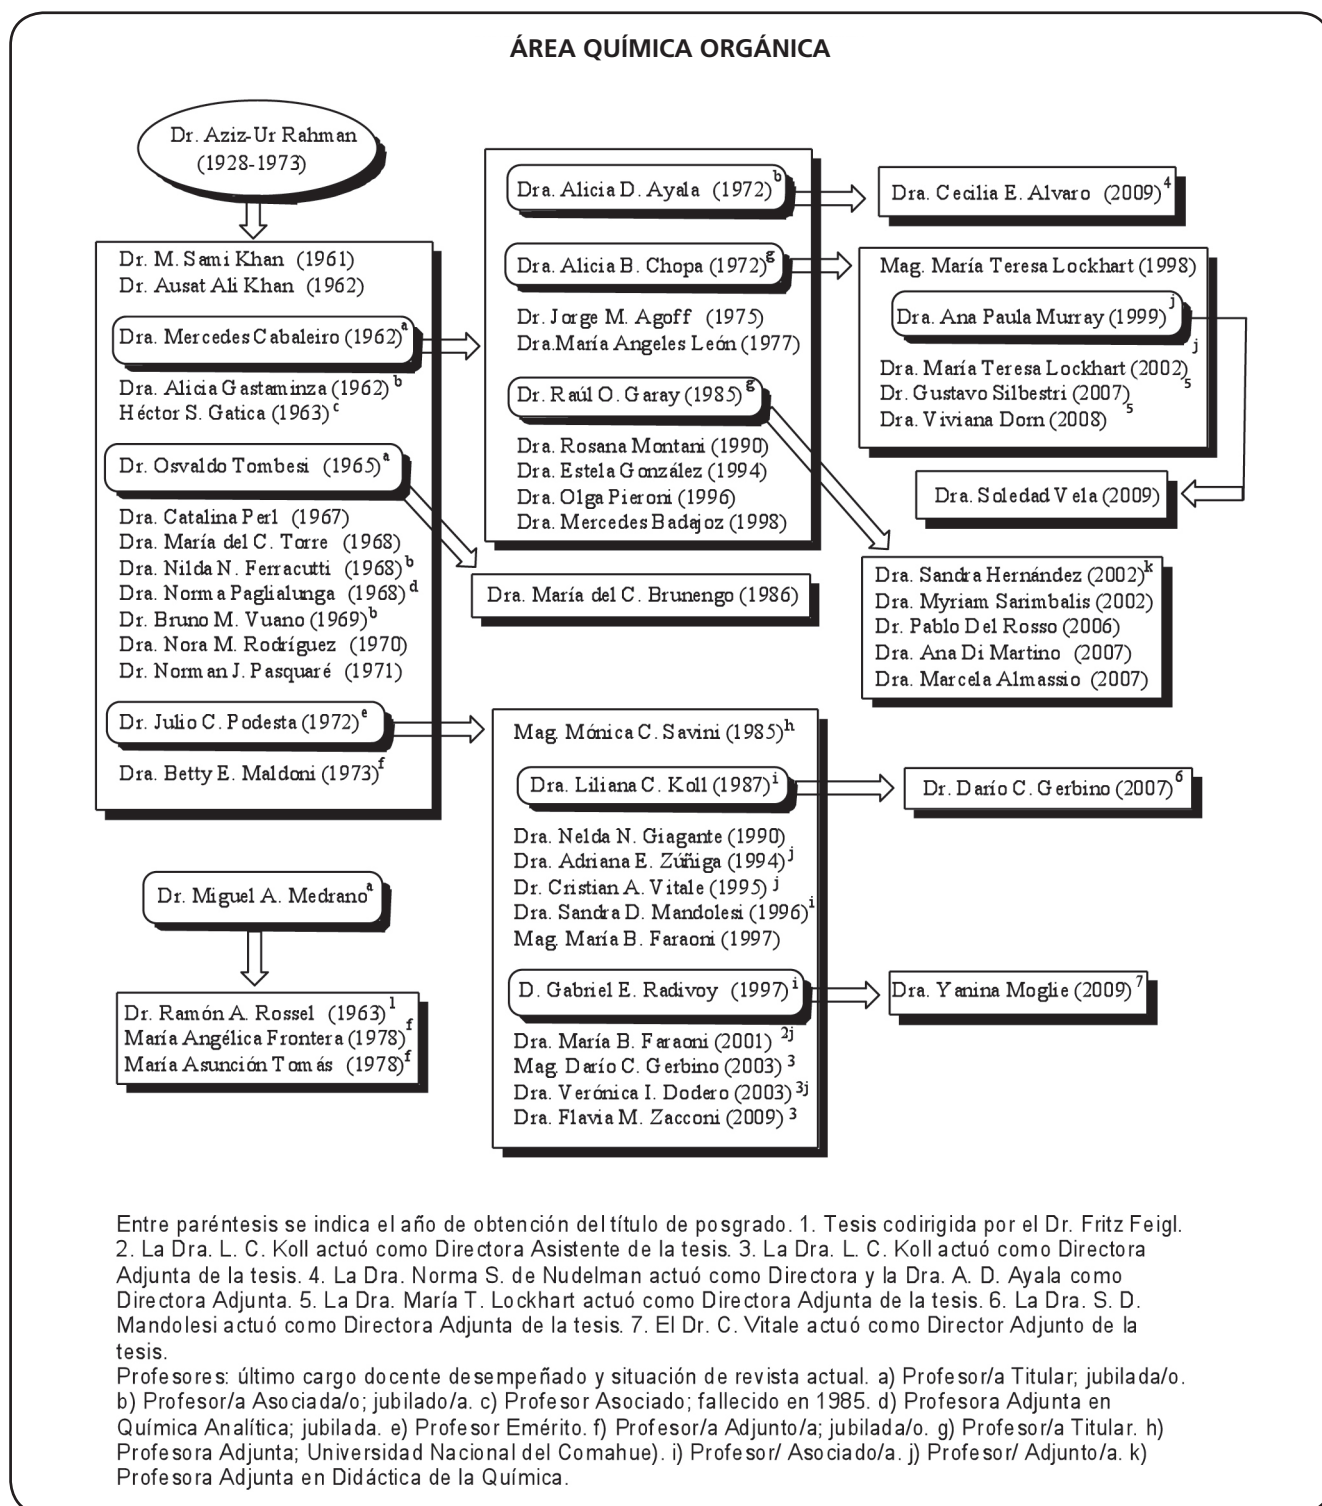 ÁREA QUÍMICA ORGÁNICA
Dr. Aziz-Ur Rahman
(1928-1973)
Dr. M. Sami Khan (1961)
Dr. Ausat Ali Khan (1962)
Dra. Mercedes Cabaleiro (1962) a
Dra. Alicia Gastaminza (1962) b
Héctor S. Gatica (1963) c
Dr. Osvaldo Tombesi (1965) a
Dra. Catalina Perl (1967)
Dra. María del C. Torre (1968)
Dra. Nilda N. Ferracutti (1968) b
Dra. Norma Paglialunga (1968) d
Dr. Bruno M. Vuano (1969) b
Dra. Nora M. Rodríguez (1970)
Dr. Norman J. Pasquaré (1971)
Dr. Julio C. Podesta (1972) e
Dra. Betty E. Maldoni (1973) f
Dr. Miguel A. Medrano a
Dr. Ramón A. Rossel (1963) 1
María Angélica Frontera (1978) f
María Asunción Tomás (1978) f
Dra. Alicia D. Ayala (1972) b
Dra. Alicia B. Chopa (1972) g
Dr. Jorge M. Agoff (1975)
Dra.María Angeles León (1977)
Dr. Raúl O. Garay (1985) g
Dra. Rosana Montani (1990)
Dra. Estela González (1994)
Dra. Olga Pieroni (1996)
Dra. Mercedes Badajoz (1998)
Dra. María del C. Brunengo (1986)
Mag. Mónica C. Savini (1985) h
Dra. Liliana C. Koll (1987) i
Dra. Nelda N. Giagante (1990)
Dra. Adriana E. Zúñiga (1994) j
Dr. Cristian A. Vitale (1995) j
Dra. Sandra D. Mandolesi (1996) i
Mag. María B. Faraoni (1997)
D. Gabriel E. Radivoy (1997) i
Dra. María B. Faraoni (2001) 2j
Mag. Darío C. Gerbino (2003) 3
Dra. Verónica I. Dodero (2003) 3j
Dra. Flavia M. Zacconi (2009) 3
Dra. Cecilia E. Alvaro (2009) 4
Mag. María Teresa Lockhart (1998)
Dra. Ana Paula Murray (1999) j
Dra. María Teresa Lockhart (2002) j
Dr. Gustavo Silbestri (2007) 5
Dra. Viviana Dorn (2008) 5
Dra. Soledad Vela (2009)
Dra. Sandra Hernández (2002) k
Dra. Myriam Sarimbalis (2002)
Dr. Pablo Del Rosso (2006)
Dra. Ana Di Martino (2007)
Dra. Marcela Almassio (2007)
Dr. Darío C. Gerbino (2007) 6
Dra. Yanina Moglie (2009) 7
Entre paréntesis se indica el año de obtención del título de posgrado. 1. Tesis codirigida por el Dr. Fritz Feigl.
2. La Dra. L. C. Koll actuó como Directora Asistente de la tesis. 3. La Dra. L. C. Koll actuó como Directora
Adjunta de la tesis. 4. La Dra. Norma S. de Nudelman actuó como Directora y la Dra. A. D. Ayala como
Directora Adjunta. 5. La Dra. María T. Lockhart actuó como Directora Adjunta de la tesis. 6. La Dra. S. D.
Mandolesi actuó como Directora Adjunta de la tesis. 7. El Dr. C. Vitale actuó como Director Adjunto de la
tesis.
Profesores: último cargo docente desempeñado y situación de revista actual. a) Profesor/a Titular; jubilada/o.
b) Profesor/a Asociada/o; jubilado/a. c) Profesor Asociado; fallecido en 1985. d) Profesora Adjunta en
Química Analítica; jubilada. e) Profesor Emérito. f) Profesor/a Adjunto/a; jubilada/o. g) Profesor/a Titular. h)
Profesora Adjunta; Universidad Nacional del Comahue). i) Profesor/ Asociado/a. j) Profesor/ Adjunto/a. k)
Profesora Adjunta en Didáctica de la Química.